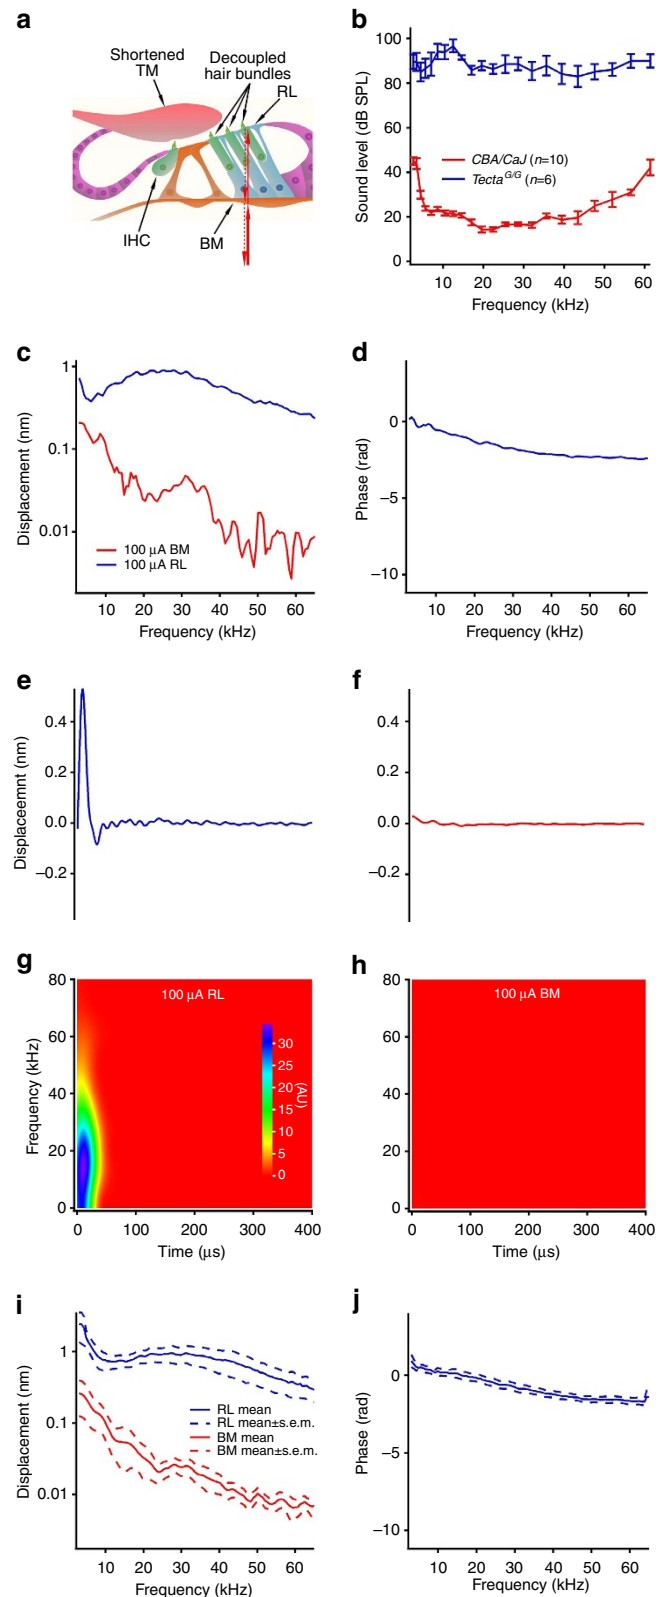 a
Shortened
TM
Decoupled
hair bundles
RL
IHC
BM
b
Sound level (dB SPL)
100
80
60
40
20
0
CBA/CaJ (n=10)
Tecta^G/G (n=6)
10 20 30 40 50 60
Frequency (kHz)
c
Displacement (nm)
1
0.1
0.01
100 μA BM
100 μA RL
10 20 30 40 50 60
Frequency (kHz)
d
Phase (rad)
0
−5
−10
10 20 30 40 50 60
Frequency (kHz)
e
Displaceemnt (nm)
0.4
0.2
0.0
−0.2
f
0.4
0.2
0.0
−0.2
g
Frequency (kHz)
80
60
40
20
0
100 μA RL
30
25
20
15
10
5
0
(AU)
0 100 200 300 400
Time (μs)
h
80
60
40
20
0
100 μA BM
0 100 200 300 400
Time (μs)
i
Displacement (nm)
1
0.1
0.01
RL mean
RL mean±s.e.m.
BM mean
BM mean±s.e.m.
10 20 30 40 50 60
Frequency (kHz)
j
Phase (rad)
0
−5
−10
10 20 30 40 50 60
Frequency (kHz)